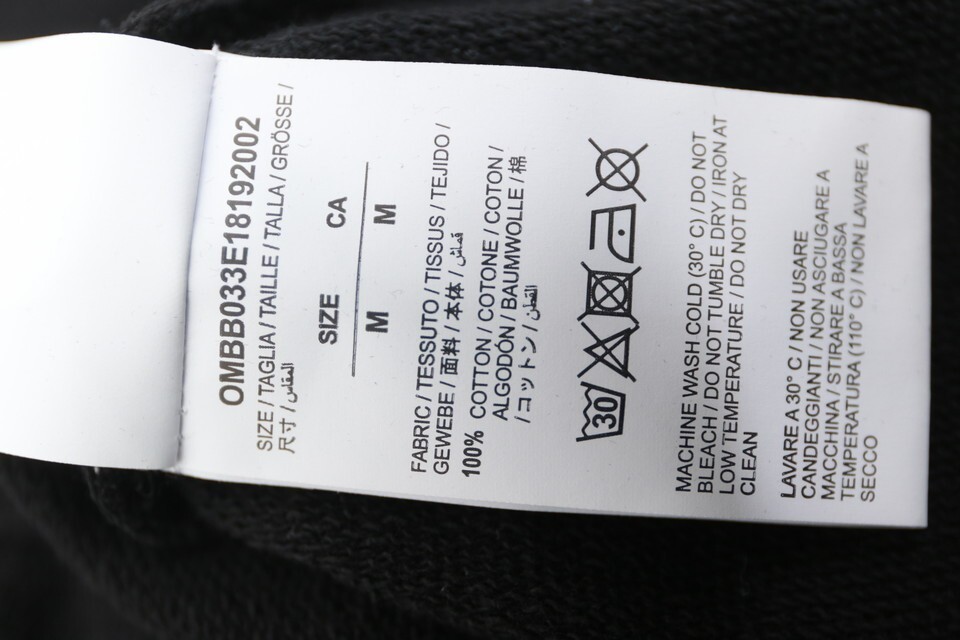 OMBB033E18192002
SIZE / TAGLIA / TAILLE / TALLA / GRÖSSE /
尺寸 / المقاس
SIZE CA
M M
FABRIC / TESSUTO / TISSUS / TEJIDO /
GEWEBE / 面料 / 本体 / قماش
100% COTTON / COTONE / COTON /
ALGODÓN / BAUMWOLLE / 棉
/ コットン / القطن
30
MACHINE WASH COLD (30° C) / DO NOT
BLEACH / DO NOT TUMBLE DRY / IRON AT
LOW TEMPERATURE / DO NOT DRY
CLEAN
LAVARE A 30° C / NON USARE
CANDEGGIANTI / NON ASCIUGARE A
MACCHINA / STIRARE A BASSA
TEMPERATURA (110° C) / NON LAVARE A
SECCO